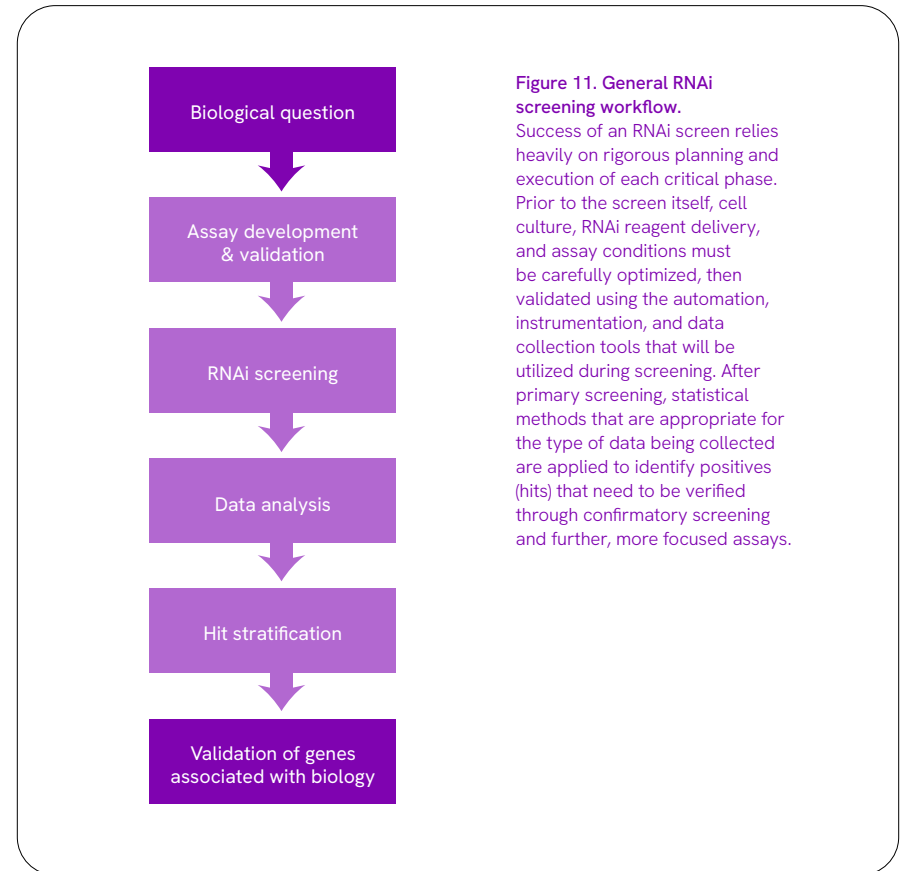 Biological question
Assay development
& validation
RNAi screening
Data analysis
Hit stratification
Validation of genes
associated with biology
Figure 11. General RNAi
screening workflow.
Success of an RNAi screen relies
heavily on rigorous planning and
execution of each critical phase.
Prior to the screen itself, cell
culture, RNAi reagent delivery,
and assay conditions must
be carefully optimized, then
validated using the automation,
instrumentation, and data
collection tools that will be
utilized during screening. After
primary screening, statistical
methods that are appropriate for
the type of data being collected
are applied to identify positives
(hits) that need to be verified
through confirmatory screening
and further, more focused assays.